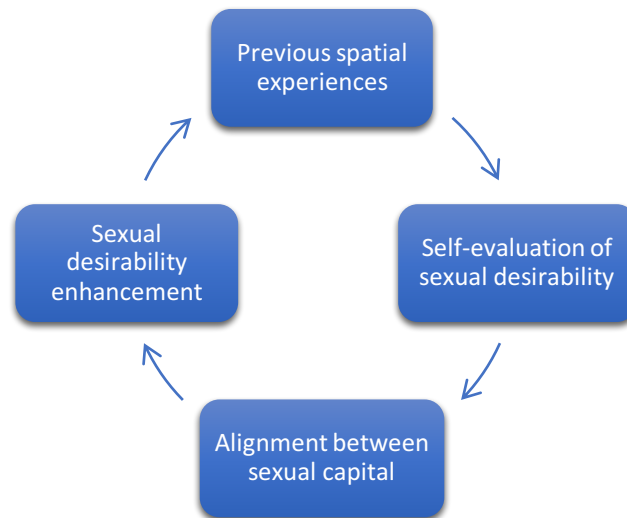 Previous spatial
experiences
Self-evaluation of
sexual desirability
Alignment between
sexual capital
Sexual
desirability
enhancement